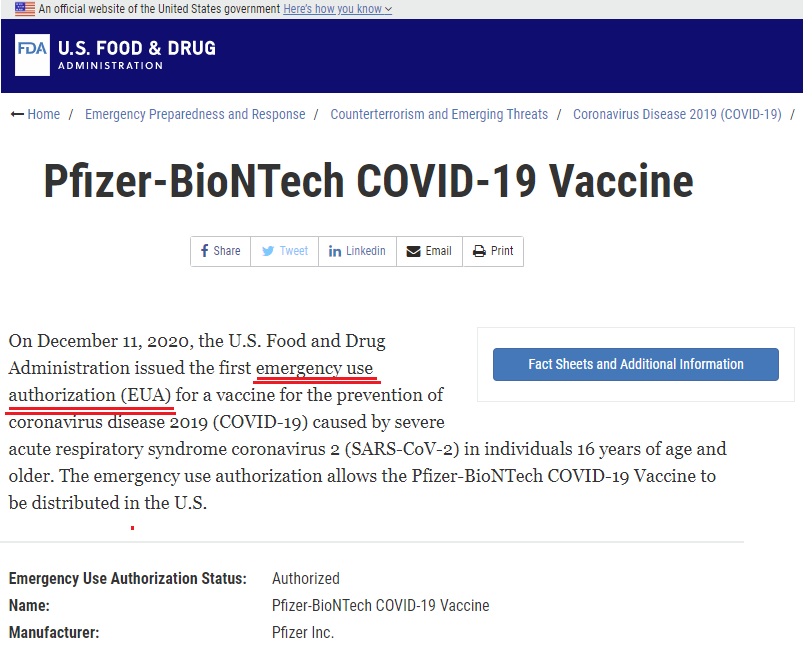 An official website of the United States government Here's how you know
FDA U.S. FOOD & DRUG
ADMINISTRATION
Home / Emergency Preparedness and Response / Counterterrorism and Emerging Threats / Coronavirus Disease 2019 (COVID-19) /
Pfizer-BioNTech COVID-19 Vaccine
Share Tweet Linkedin Email Print
On December 11, 2020, the U.S. Food and Drug
Administration issued the first emergency use
authorization (EUA) for a vaccine for the prevention of
coronavirus disease 2019 (COVID-19) caused by severe
acute respiratory syndrome coronavirus 2 (SARS-CoV-2) in individuals 16 years of age and
older. The emergency use authorization allows the Pfizer-BioNTech COVID-19 Vaccine to
be distributed in the U.S.
Fact Sheets and Additional Information
Emergency Use Authorization Status: Authorized
Name: Pfizer-BioNTech COVID-19 Vaccine
Manufacturer: Pfizer Inc.